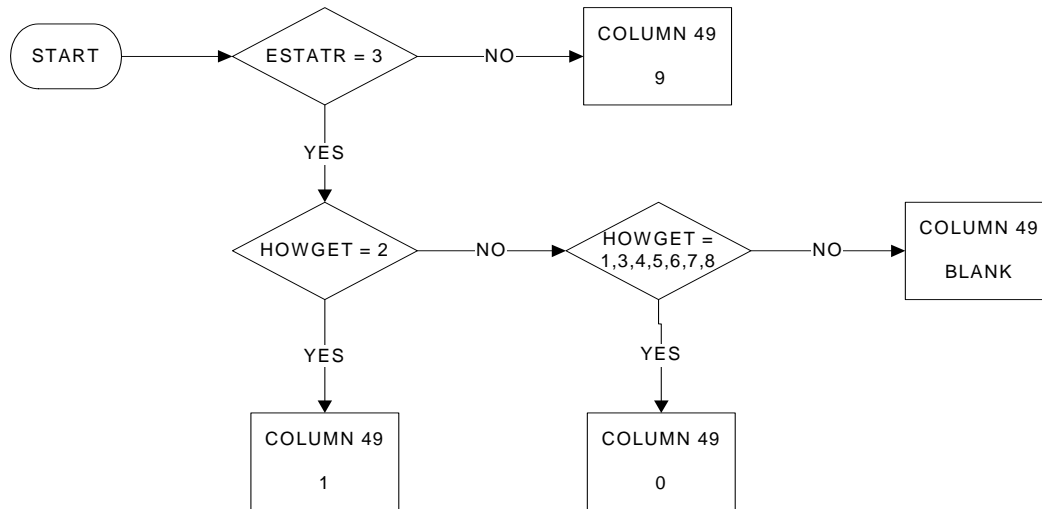 START
ESTATR = 3
NO
COLUMN 49
9
YES
HOWGET = 2
NO
HOWGET =
1,3,4,5,6,7,8
NO
COLUMN 49
BLANK
YES
YES
COLUMN 49
1
COLUMN 49
0